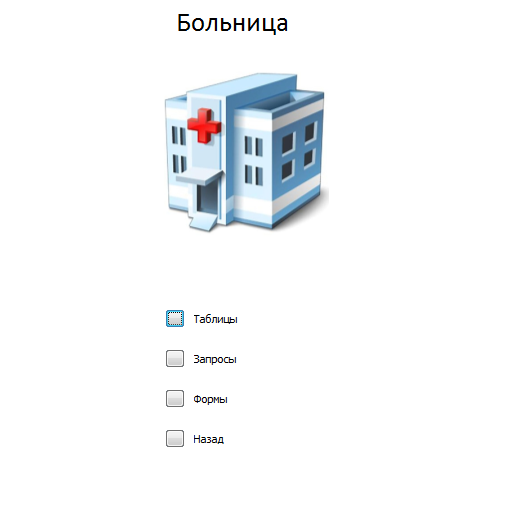 Больница
Таблицы
Запросы
Формы
Назад